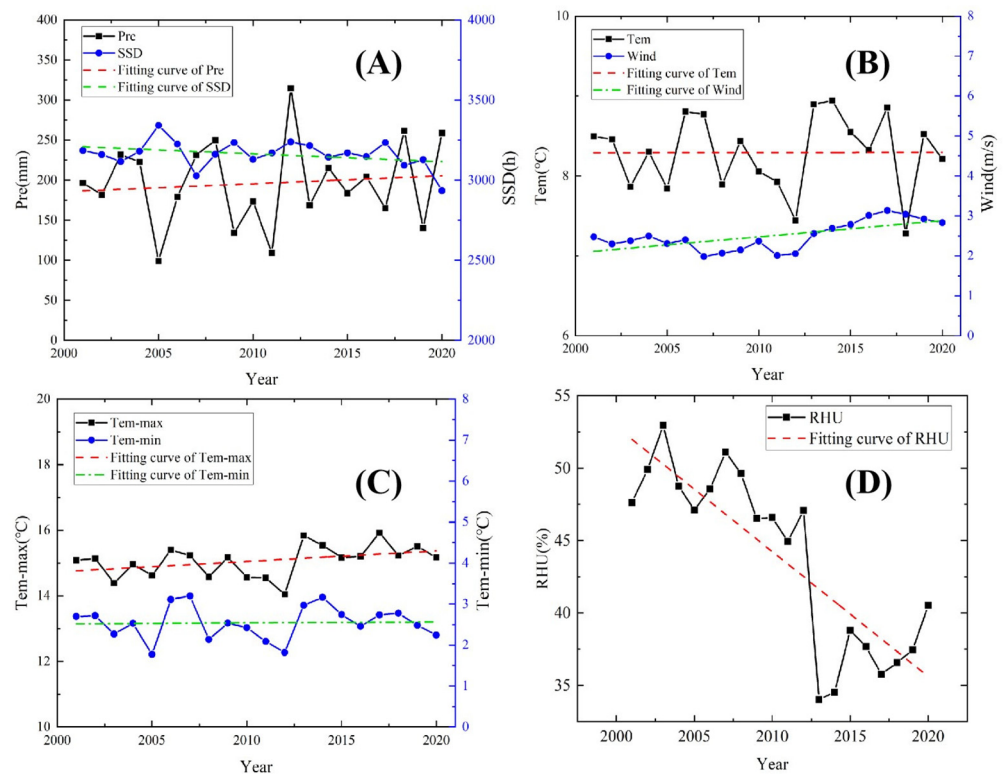 400
350
300
250
200
150
100
50
0
Pre(mm)
Prc
SSD
Fitting curve of Pre
Fitting curve of SSD
(A)
4000
3500
3000
2500
2000
SSD(h)
2000
2005
2010
2015
2020
Year
10
8
6
Tem(°C)
Tem
Wind
Fitting curve of Tem
Fitting curve of Wind
(B)
8
7
6
5
4
3
2
1
0
Wind(m/s)
2000
2005
2010
2015
2020
Year
20
18
16
14
12
10
Tem-max(°C)
Tem-max
Tem-min
Fitting curve of Tem-max
Fitting curve of Tem-min
(C)
8
7
6
5
4
3
2
1
0
Tem-min(°C)
2000
2005
2010
2015
2020
Year
55
50
45
40
35
RHU(%)
RHU
Fitting curve of RHU
(D)
2000
2005
2010
2015
2020
Year